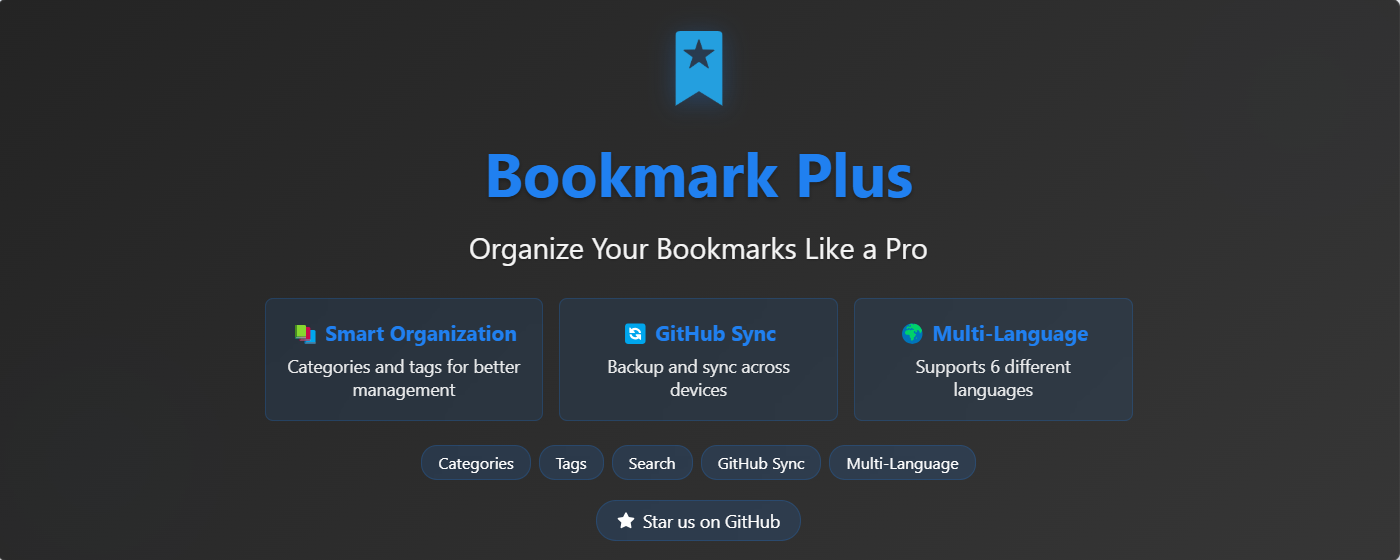 Bookmark Plus
Organize Your Bookmarks Like a Pro
Smart Organization
Categories and tags for better
management
GitHub Sync
Backup and sync across
devices
Multi-Language
Supports 6 different
languages
Categories
Tags
Search
GitHub Sync
Multi-Language
Star us on GitHub